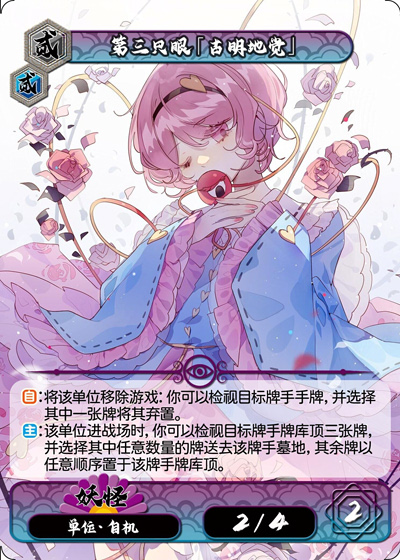 贰
第三只眼「古明地觉」
贰
自:将该单位移除游戏: 你可以检视目标牌手手牌, 并选择
其中一张牌将其弃置。
主:该单位进战场时, 你可以检视目标牌手牌库顶三张牌,
并选择其中任意数量的牌送去该牌手墓地, 其余牌以
任意顺序置于该牌手牌库顶。
妖怪
单位·自机
2/4
2